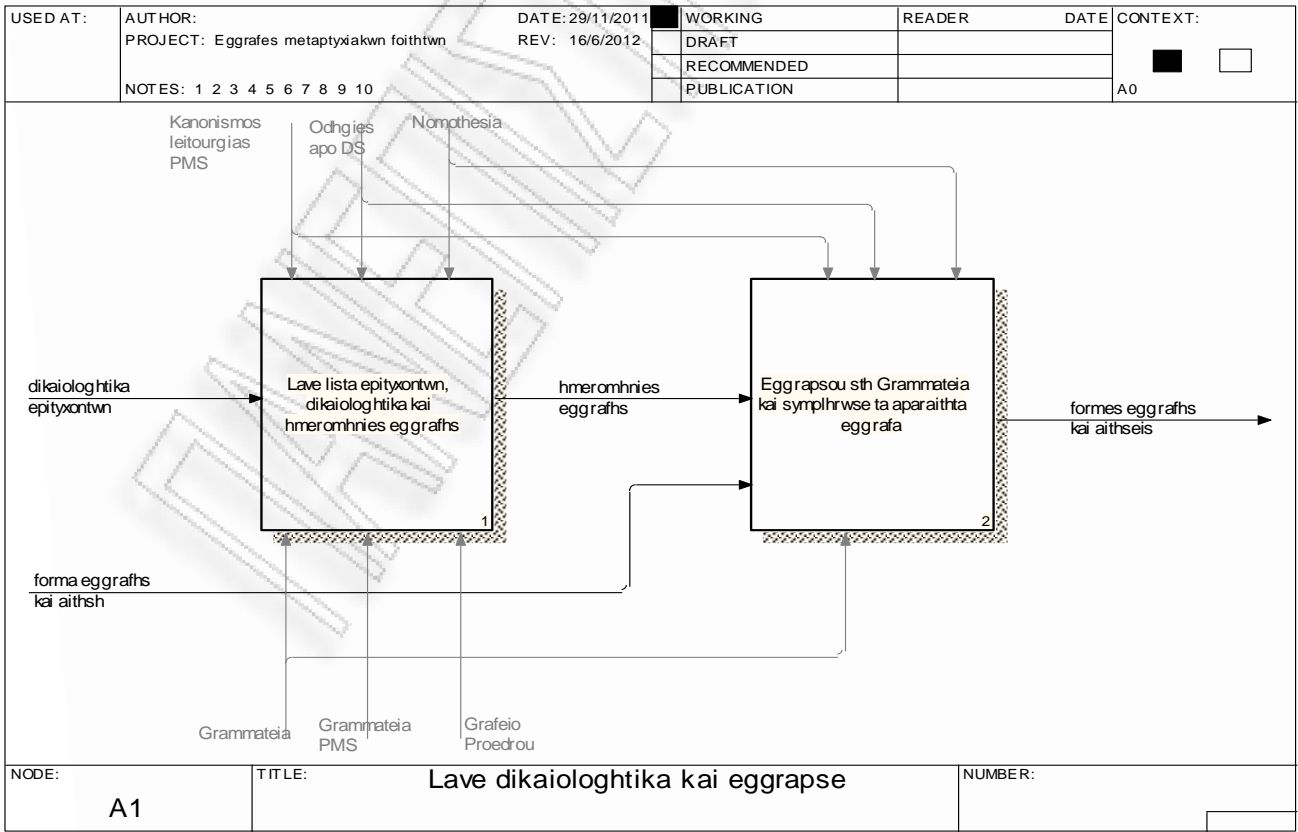 USED AT:
AUTHOR:
DATE: 29/11/2011
WORKING
READER
DATE
CONTEXT:
PROJECT: Eggrafes metaptyxiakwn foithtwn
REV: 16/6/2012
DRAFT
RECOMMENDED
NOTES: 1 2 3 4 5 6 7 8 9 10
PUBLICATION
A0
Kanonismos
leitourgias
PMS
Odhgies
apo DS
Nomothesia
dikaiologhtika
epityxontwn
Lave lista epityxontwn,
dikaiologhtika kai
hmeromhnies eggrafhs
1
hmeromhnies
eggrafhs
Eggrapsou sth Grammateia
kai symplhrwse ta aparaithta
eggrafa
2
formes eggrafhs
kai aithseis
forma eggrafhs
kai aithsh
Grammateia
Grammateia
PMS
Grafeio
Proedrou
NODE:
A1
TITLE:
Lave dikaiologhtika kai eggrapse
NUMBER: